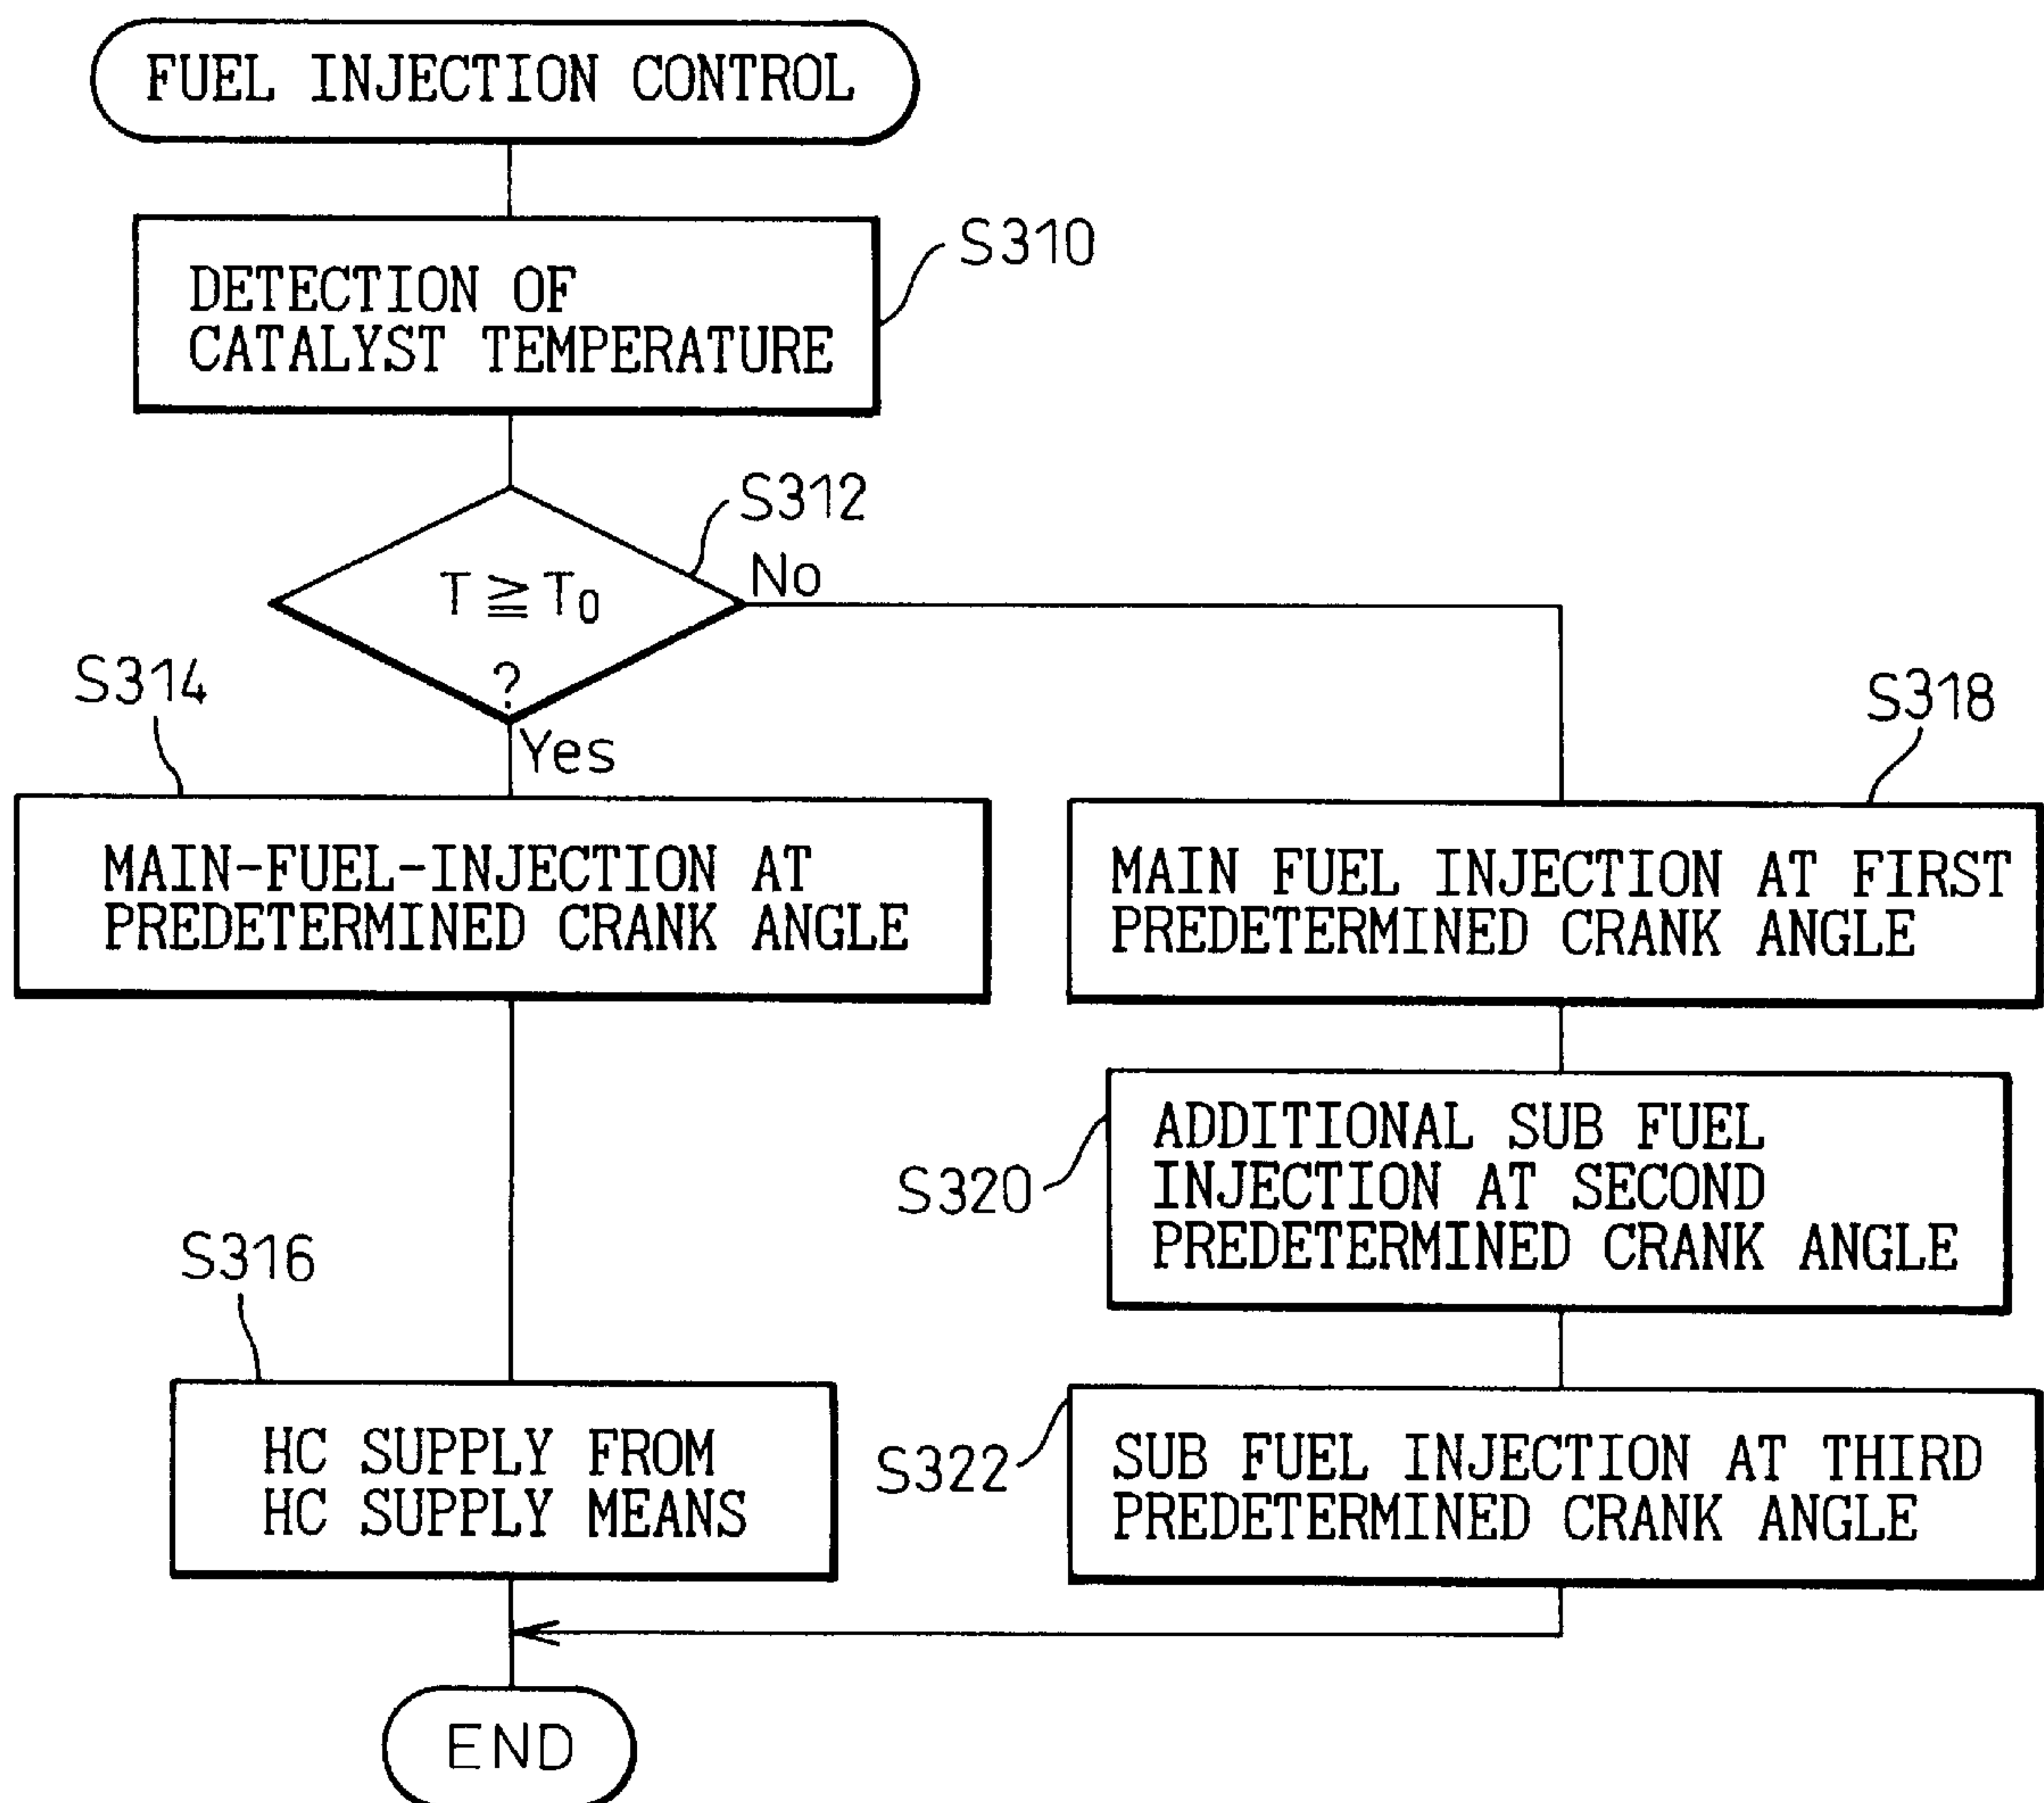 FUEL INJECTION CONTROL
S310
DETECTION OF
CATALYST TEMPERATURE
S312
T ≧ T0
?
No
Yes
S314
MAIN-FUEL-INJECTION AT
PREDETERMINED CRANK ANGLE
S318
MAIN FUEL INJECTION AT FIRST
PREDETERMINED CRANK ANGLE
S320
ADDITIONAL SUB FUEL
INJECTION AT SECOND
PREDETERMINED CRANK ANGLE
S316
HC SUPPLY FROM
HC SUPPLY MEANS
S322
SUB FUEL INJECTION AT THIRD
PREDETERMINED CRANK ANGLE
END